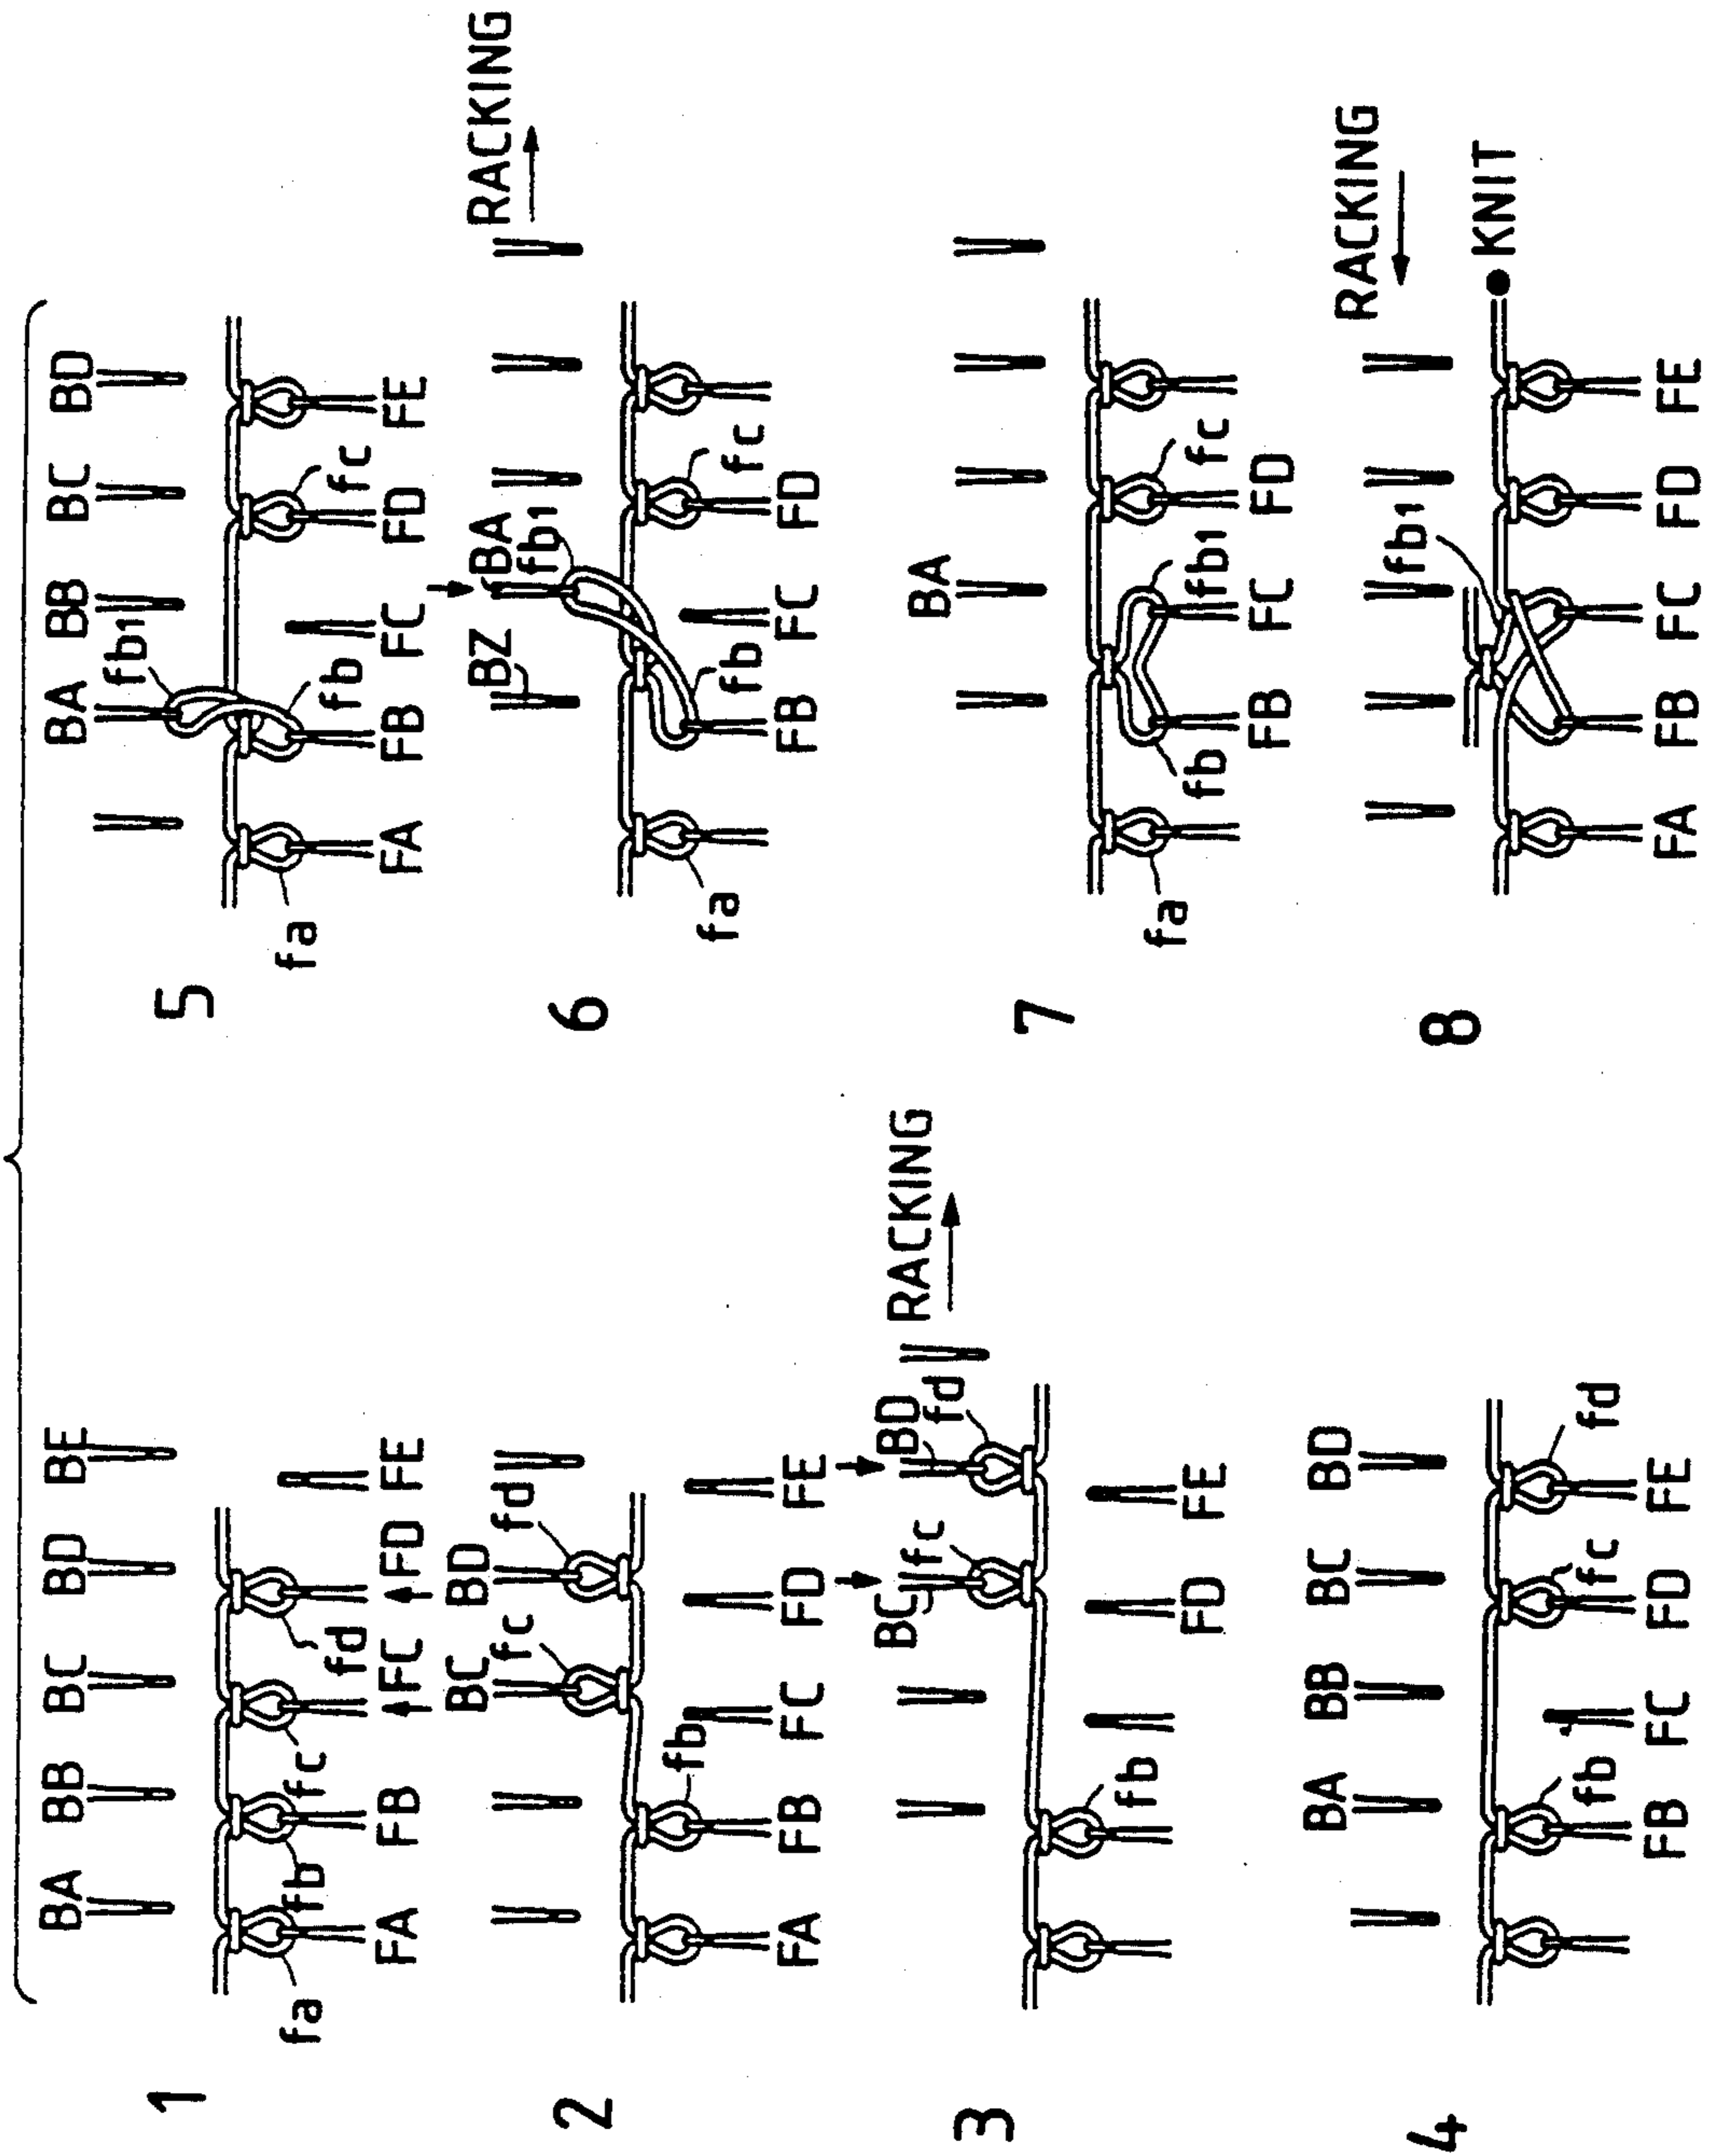 1
BA BB BC BD BE
fa fb fc fd
FA FB FC FD FE
2
BC BD
fc fd
fb
FA FB FC FD FE
3
RACKING
BC BD
fc fd
fb
FD FE
4
BA BB BC BD
fb fc fd
FB FC FD FE
5
BA BB BC BD
fb1
fa fb fc
FA FB FC FD FE
6
RACKING
BZ BA
fb1
fa fb fc
FB FC FD
7
BA
fa fb fb1 fc
FB FC FD
8
RACKING
fb1
KNIT
FA FB FC FD FE